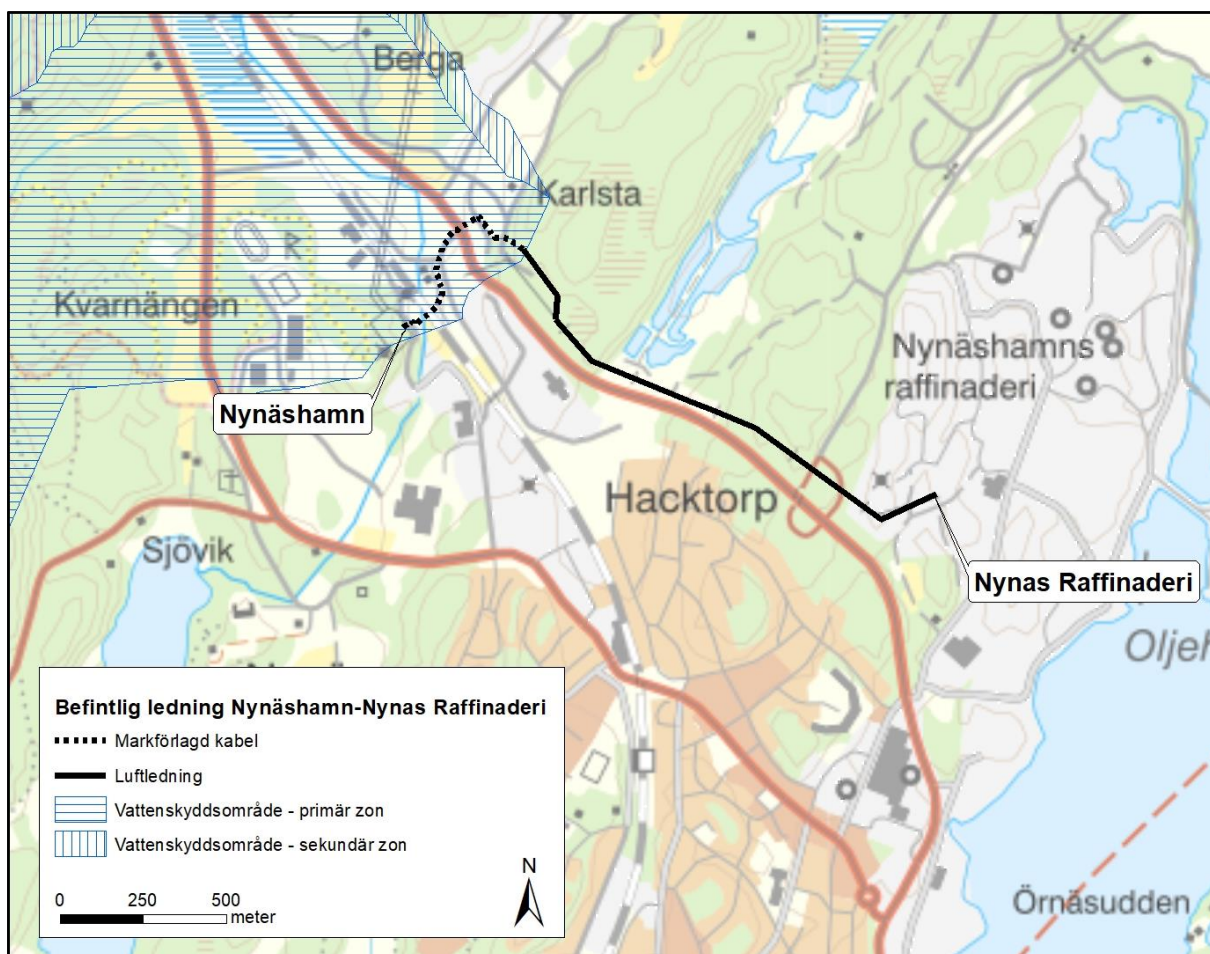 Berga
Karlsta
Kvarnängen
Nynäshamns
raffinaderi
Nynäshamn
Hacktorp
Sjövik
Nynas Raffinaderi
Befintlig ledning Nynäshamn-Nynas Raffinaderi
Markförlagd kabel
Luftledning
Vattenskyddsområde - primär zon
Vattenskyddsområde - sekundär zon
N
0 250 500
meter
Oljeh
Örnäsudden